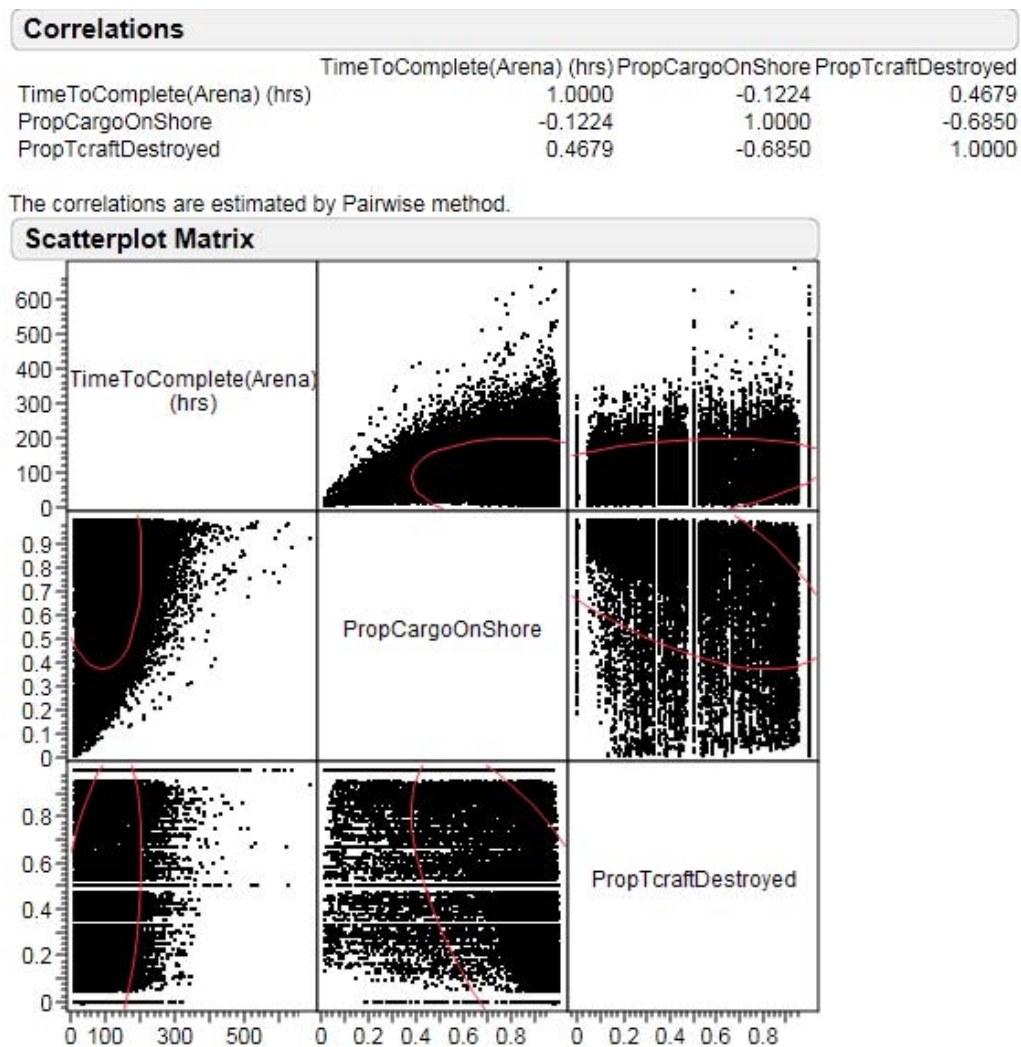 Correlations
TimeToComplete(Arena) (hrs) PropCargoOnShore PropTcraftDestroyed
TimeToComplete(Arena) (hrs) 1.0000 -0.1224 0.4679
PropCargoOnShore -0.1224 1.0000 -0.6850
PropTcraftDestroyed 0.4679 -0.6850 1.0000
The correlations are estimated by Pairwise method.
Scatterplot Matrix
600
500
400
300
200
100
0
TimeToComplete(Arena)
(hrs)
0.9
0.8
0.7
0.6
0.5
0.4
0.3
0.2
0.1
0
PropCargoOnShore
0.8
0.6
0.4
0.2
0
PropTcraftDestroyed
0 100 300 500 0 0.2 0.4 0.6 0.8 0 0.2 0.4 0.6 0.8